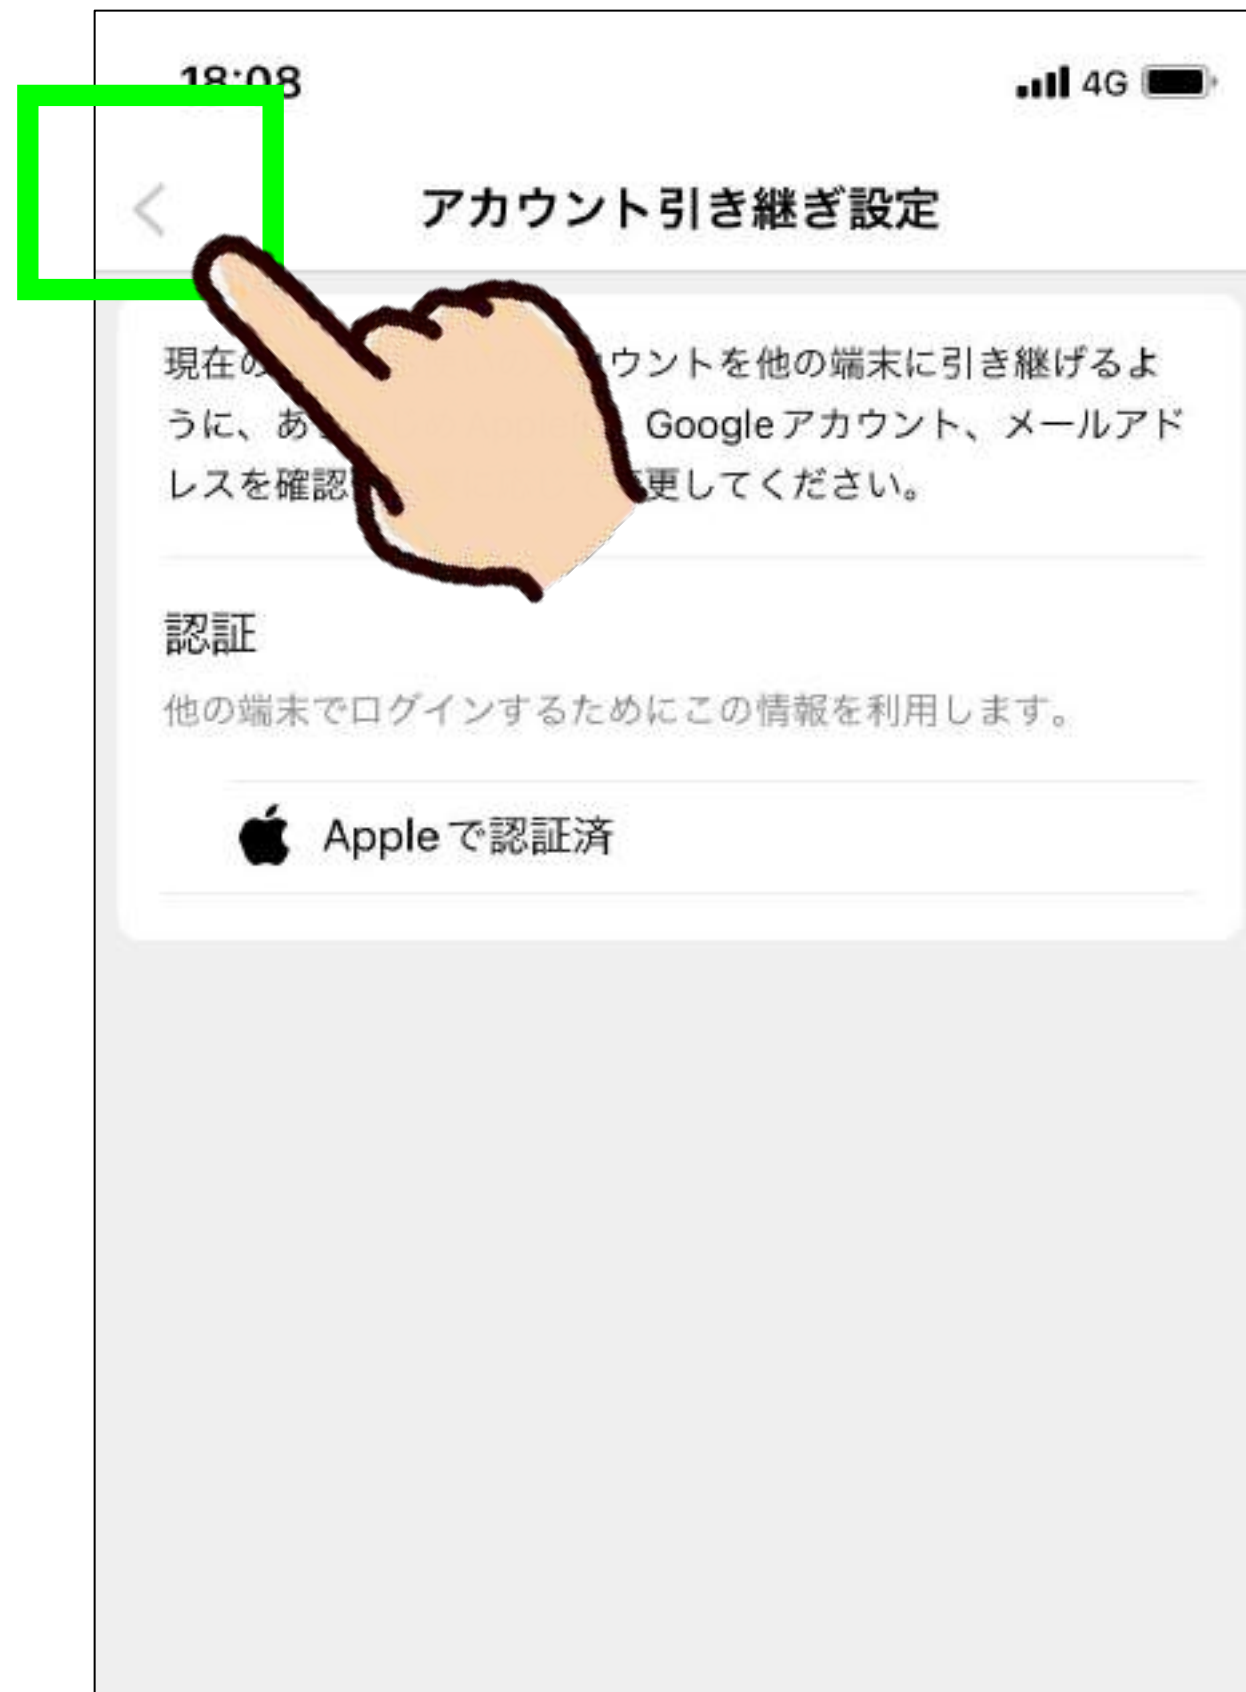 18:08
4G
アカウント引き継ぎ設定
現在の ウントを他の端末に引き継げるよ
うに、あ Googleアカウント、メールアド
レスを確認 更してください。
認証
他の端末でログインするためにこの情報を利用します。
Appleで認証済